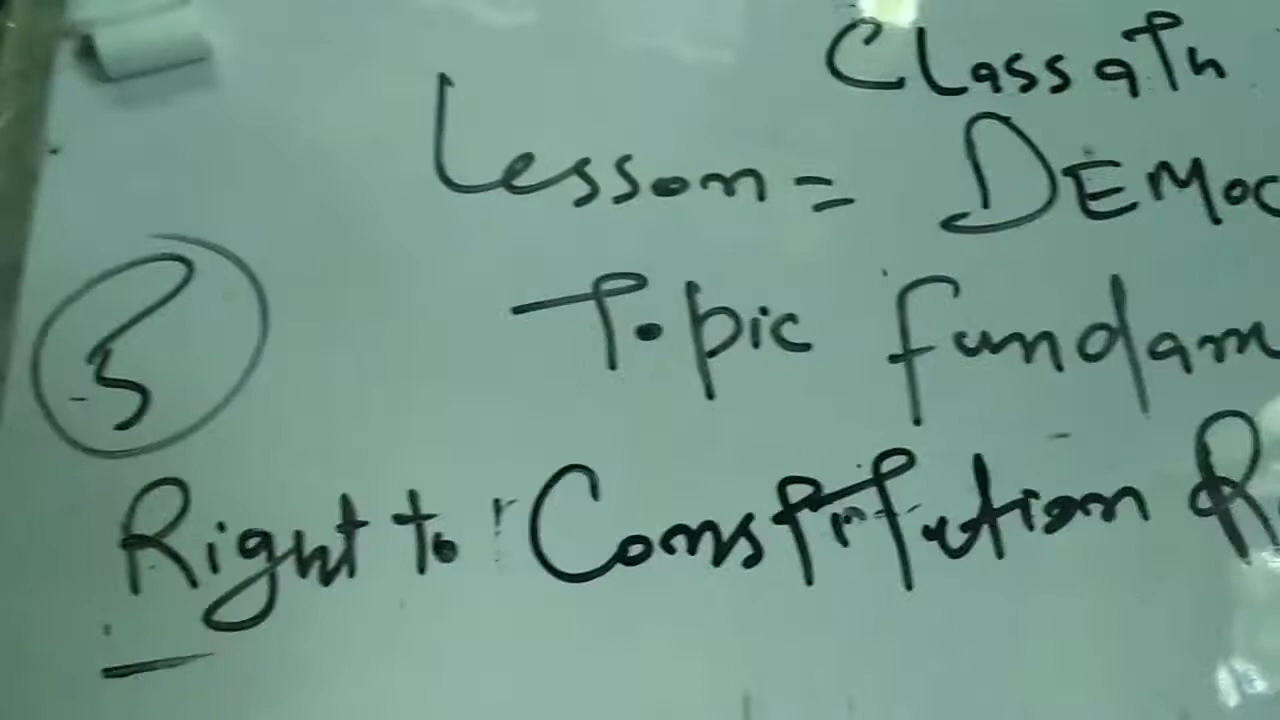 Class 9Th
Lesson = DEMOC
Topic fundam
5
Right to Constitution R